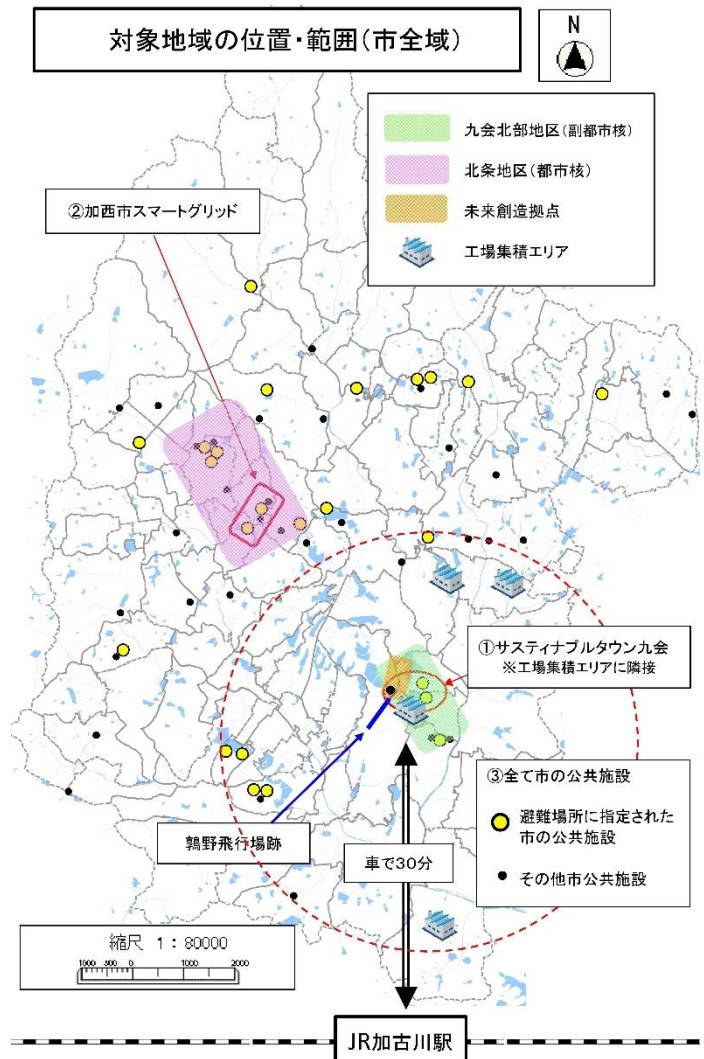 対象地域の位置・範囲（市全域）
N
九会北部地区（副都市核）
北条地区（都市核）
未来創造拠点
工場集積エリア
②加西市スマートグリッド
①サスティナブルタウン九会
※工場集積エリアに隣接
③全て市の公共施設
避難場所に指定された
市の公共施設
その他市公共施設
鶉野飛行場跡
車で30分
縮尺 1：80000
1000 500 0 1000 2000
JR加古川駅